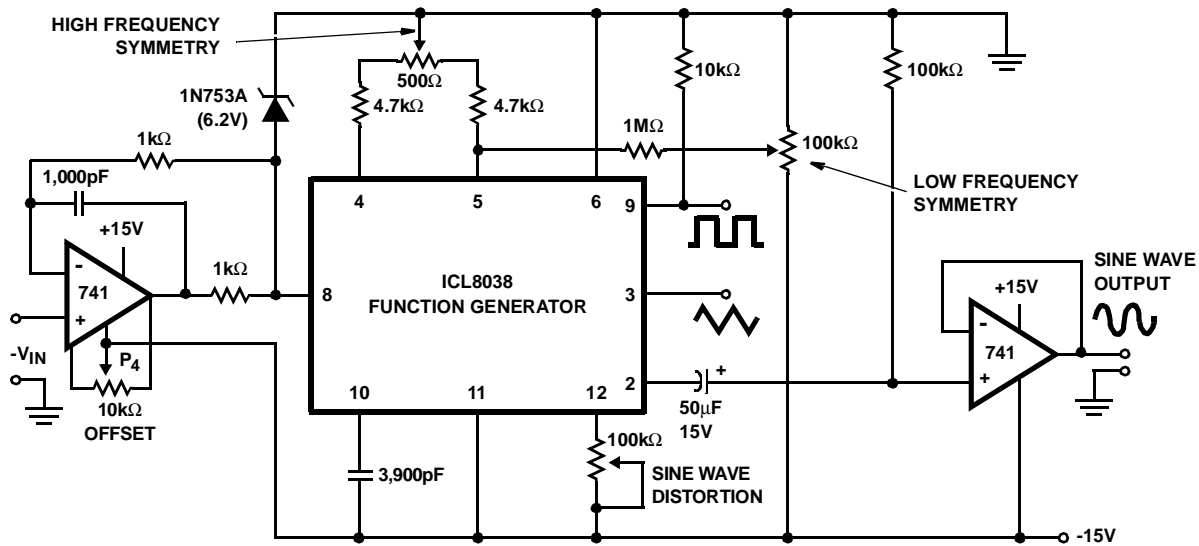 HIGH FREQUENCY
SYMMETRY
500Ω
10kΩ
100kΩ
1N753A
(6.2V)
4.7kΩ
4.7kΩ
1MΩ
100kΩ
1kΩ
1,000pF
LOW FREQUENCY
SYMMETRY
4
5
6
9
+15V
1kΩ
-
741
+
8
ICL8038
FUNCTION GENERATOR
3
SINE WAVE
OUTPUT
+15V
-
741
+
-VIN
P4
10kΩ
OFFSET
10
11
12
2
+
50μF
15V
100kΩ
3,900pF
SINE WAVE
DISTORTION
-15V